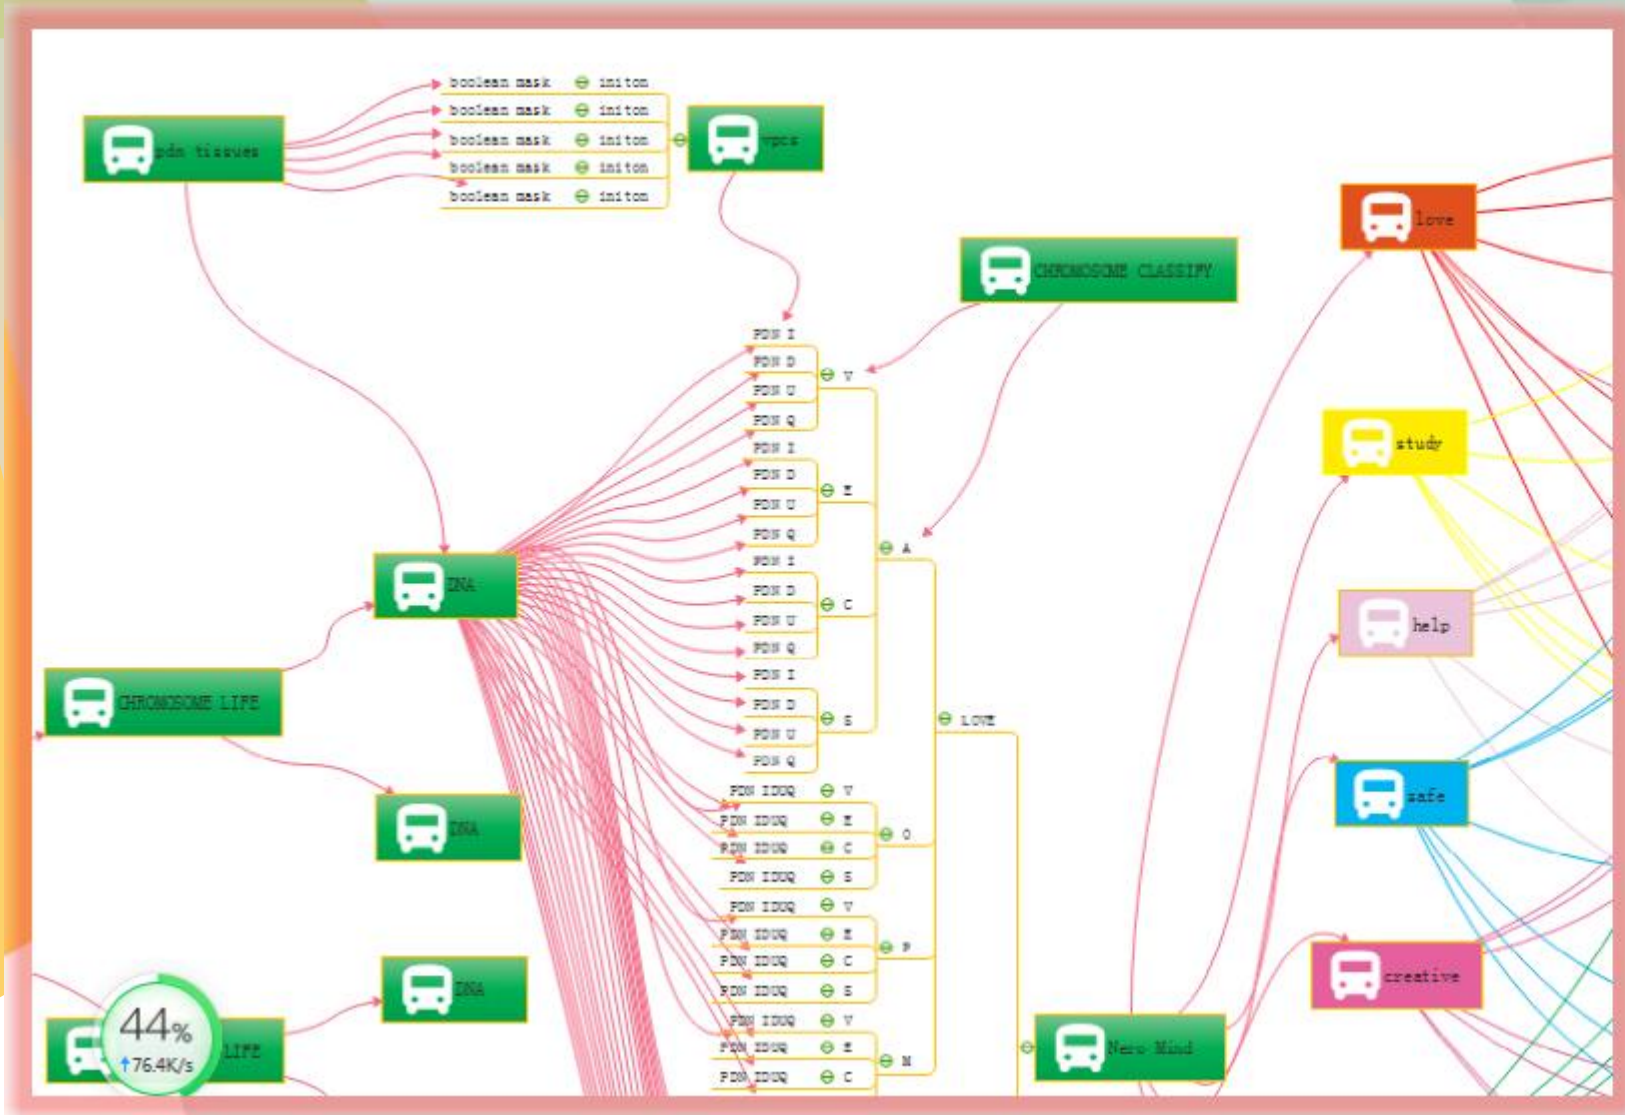 boolean mask initon
boolean mask initon
boolean mask initon
boolean mask initon
boolean mask initon
pdn tissues
vpcs
love
CHROMOSOME CLASSIFY
PDN I
PDN D
PDN U
PDN Q
V
PDN I
PDN D
PDN U
PDN Q
E
study
A
PDN I
PDN D
PDN U
PDN Q
C
DNA
help
PDN I
PDN D
PDN U
PDN Q
S
LOVE
CHROMOSOME LIFE
DNA
safe
PDN IDUQ V
PDN IDUQ E
PDN IDUQ C
PDN IDUQ S
O
PDN IDUQ V
PDN IDUQ E
PDN IDUQ C
PDN IDUQ S
P
creative
DNA
PDN IDUQ V
PDN IDUQ E
PDN IDUQ C
M
Nero Mind
LIFE
44%
76.4K/s